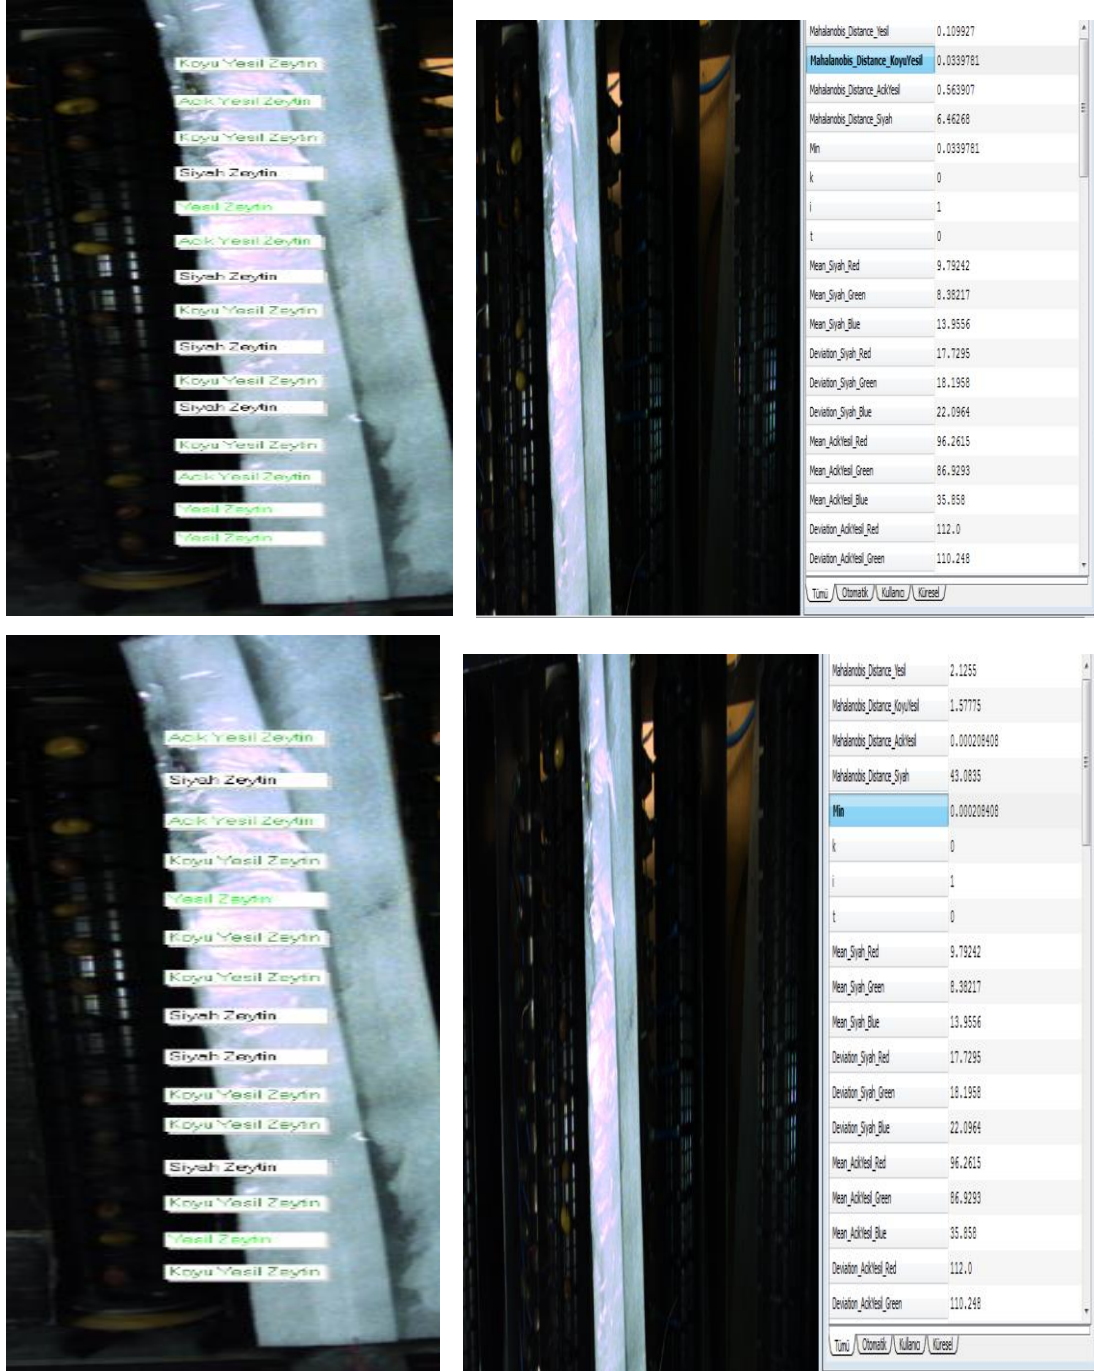 Koyu Yesil Zeytin
Acik Yesil Zeytin
Koyu Yesil Zeytin
Siyah Zeytin
Yesil Zeytin
Acik Yesil Zeytin
Siyah Zeytin
Koyu Yesil Zeytin
Siyah Zeytin
Koyu Yesil Zeytin
Siyah Zeytin
Koyu Yesil Zeytin
Acik Yesil Zeytin
Yesil Zeytin
Yesil Zeytin
Mahalanobis_Distance_Yesil 0.109927
Mahalanobis_Distance_KoyuYesil 0.0339781
Mahalanobis_Distance_AcikYesil 0.563907
Mahalanobis_Distance_Siyah 6.46268
Min 0.0339781
k 0
i 1
t 0
Mean_Siyah_Red 9.79242
Mean_Siyah_Green 8.38217
Mean_Siyah_Blue 13.9556
Deviation_Siyah_Red 17.7295
Deviation_Siyah_Green 18.1958
Deviation_Siyah_Blue 22.0964
Mean_AcikYesil_Red 96.2615
Mean_AcikYesil_Green 86.9293
Mean_AcikYesil_Blue 35.858
Deviation_AcikYesil_Red 112.0
Deviation_AcikYesil_Green 110.248
Tümü Otomatik Kullanıcı Küresel
Acik Yesil Zeytin
Siyah Zeytin
Acik Yesil Zeytin
Koyu Yesil Zeytin
Yesil Zeytin
Koyu Yesil Zeytin
Koyu Yesil Zeytin
Siyah Zeytin
Siyah Zeytin
Koyu Yesil Zeytin
Koyu Yesil Zeytin
Siyah Zeytin
Koyu Yesil Zeytin
Yesil Zeytin
Koyu Yesil Zeytin
Mahalanobis_Distance_Yesil 2.1255
Mahalanobis_Distance_KoyuYesil 1.57775
Mahalanobis_Distance_AcikYesil 0.000208408
Mahalanobis_Distance_Siyah 43.0835
Min 0.000208408
k 0
i 1
t 0
Mean_Siyah_Red 9.79242
Mean_Siyah_Green 8.38217
Mean_Siyah_Blue 13.9556
Deviation_Siyah_Red 17.7295
Deviation_Siyah_Green 18.1958
Deviation_Siyah_Blue 22.0964
Mean_AcikYesil_Red 96.2615
Mean_AcikYesil_Green 86.9293
Mean_AcikYesil_Blue 35.858
Deviation_AcikYesil_Red 112.0
Deviation_AcikYesil_Green 110.248
Tümü Otomatik Kullanıcı Küresel